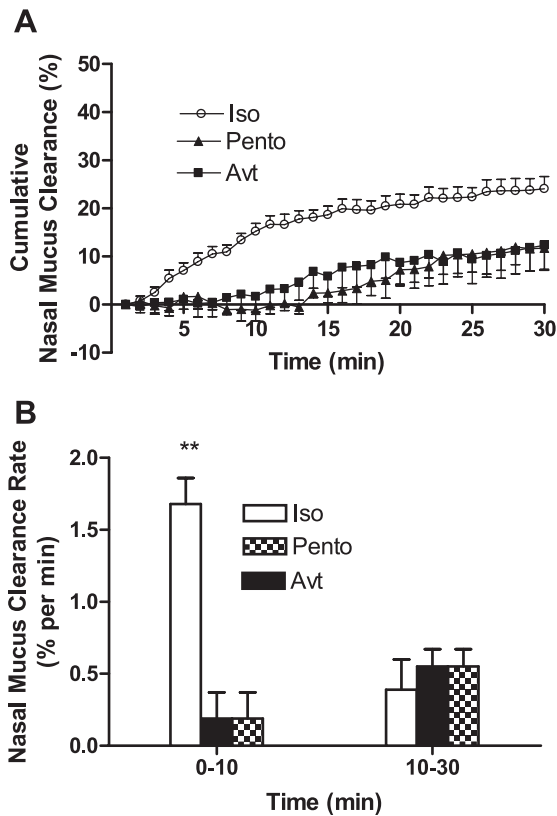 A
Cumulative
Nasal Mucus Clearance (%)
50
40
30
20
10
0
-10
Iso
Pento
Avt
5
10
15
20
25
30
Time (min)
B
Nasal Mucus Clearance Rate
(% per min)
2.0
1.5
1.0
0.5
0.0
**
Iso
Pento
Avt
0-10
10-30
Time (min)